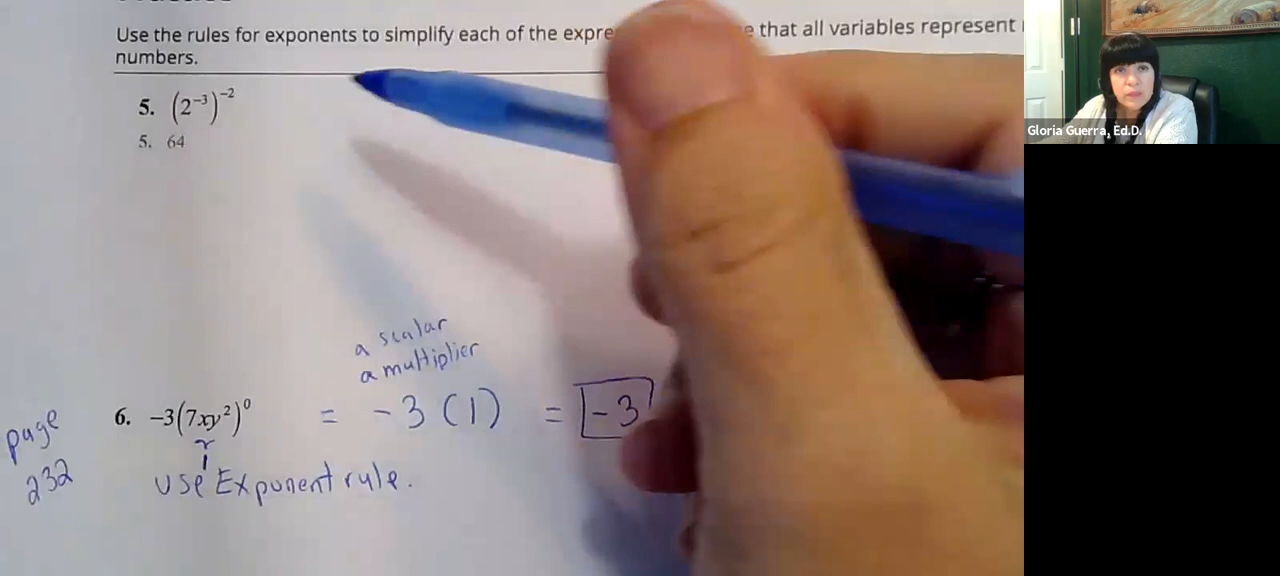 Use the rules for exponents to simplify each of the expre e that all variables represent
numbers.
Gloria Guerra, Ed.D.
5. (2⁻³)⁻²
5. 64
a scalar
a multiplier
6. −3(7xy²)⁰ = -3 (1) = -3
page
232
1
use Exponent rule.